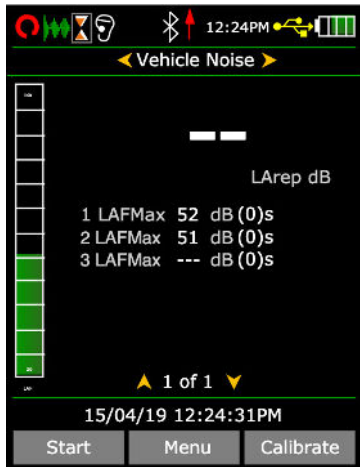 12:24PM
Vehicle Noise
--
LArep dB
1 LAFMax 52 dB (0)s
2 LAFMax 51 dB (0)s
3 LAFMax --- dB (0)s
1 of 1
15/04/19 12:24:31PM
Start Menu Calibrate